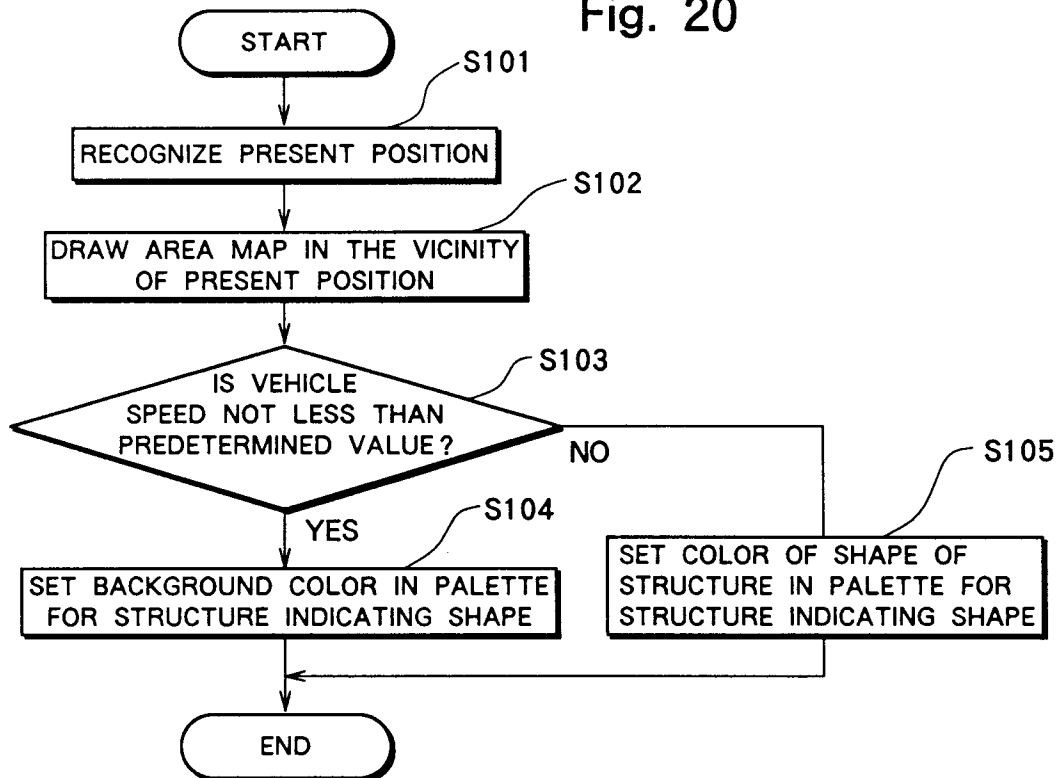 Fig. 20
START
S101
RECOGNIZE PRESENT POSITION
S102
DRAW AREA MAP IN THE VICINITY
OF PRESENT POSITION
S103
IS VEHICLE
SPEED NOT LESS THAN
PREDETERMINED VALUE?
NO
YES
S104
SET BACKGROUND COLOR IN PALETTE
FOR STRUCTURE INDICATING SHAPE
S105
SET COLOR OF SHAPE OF
STRUCTURE IN PALETTE FOR
STRUCTURE INDICATING SHAPE
END